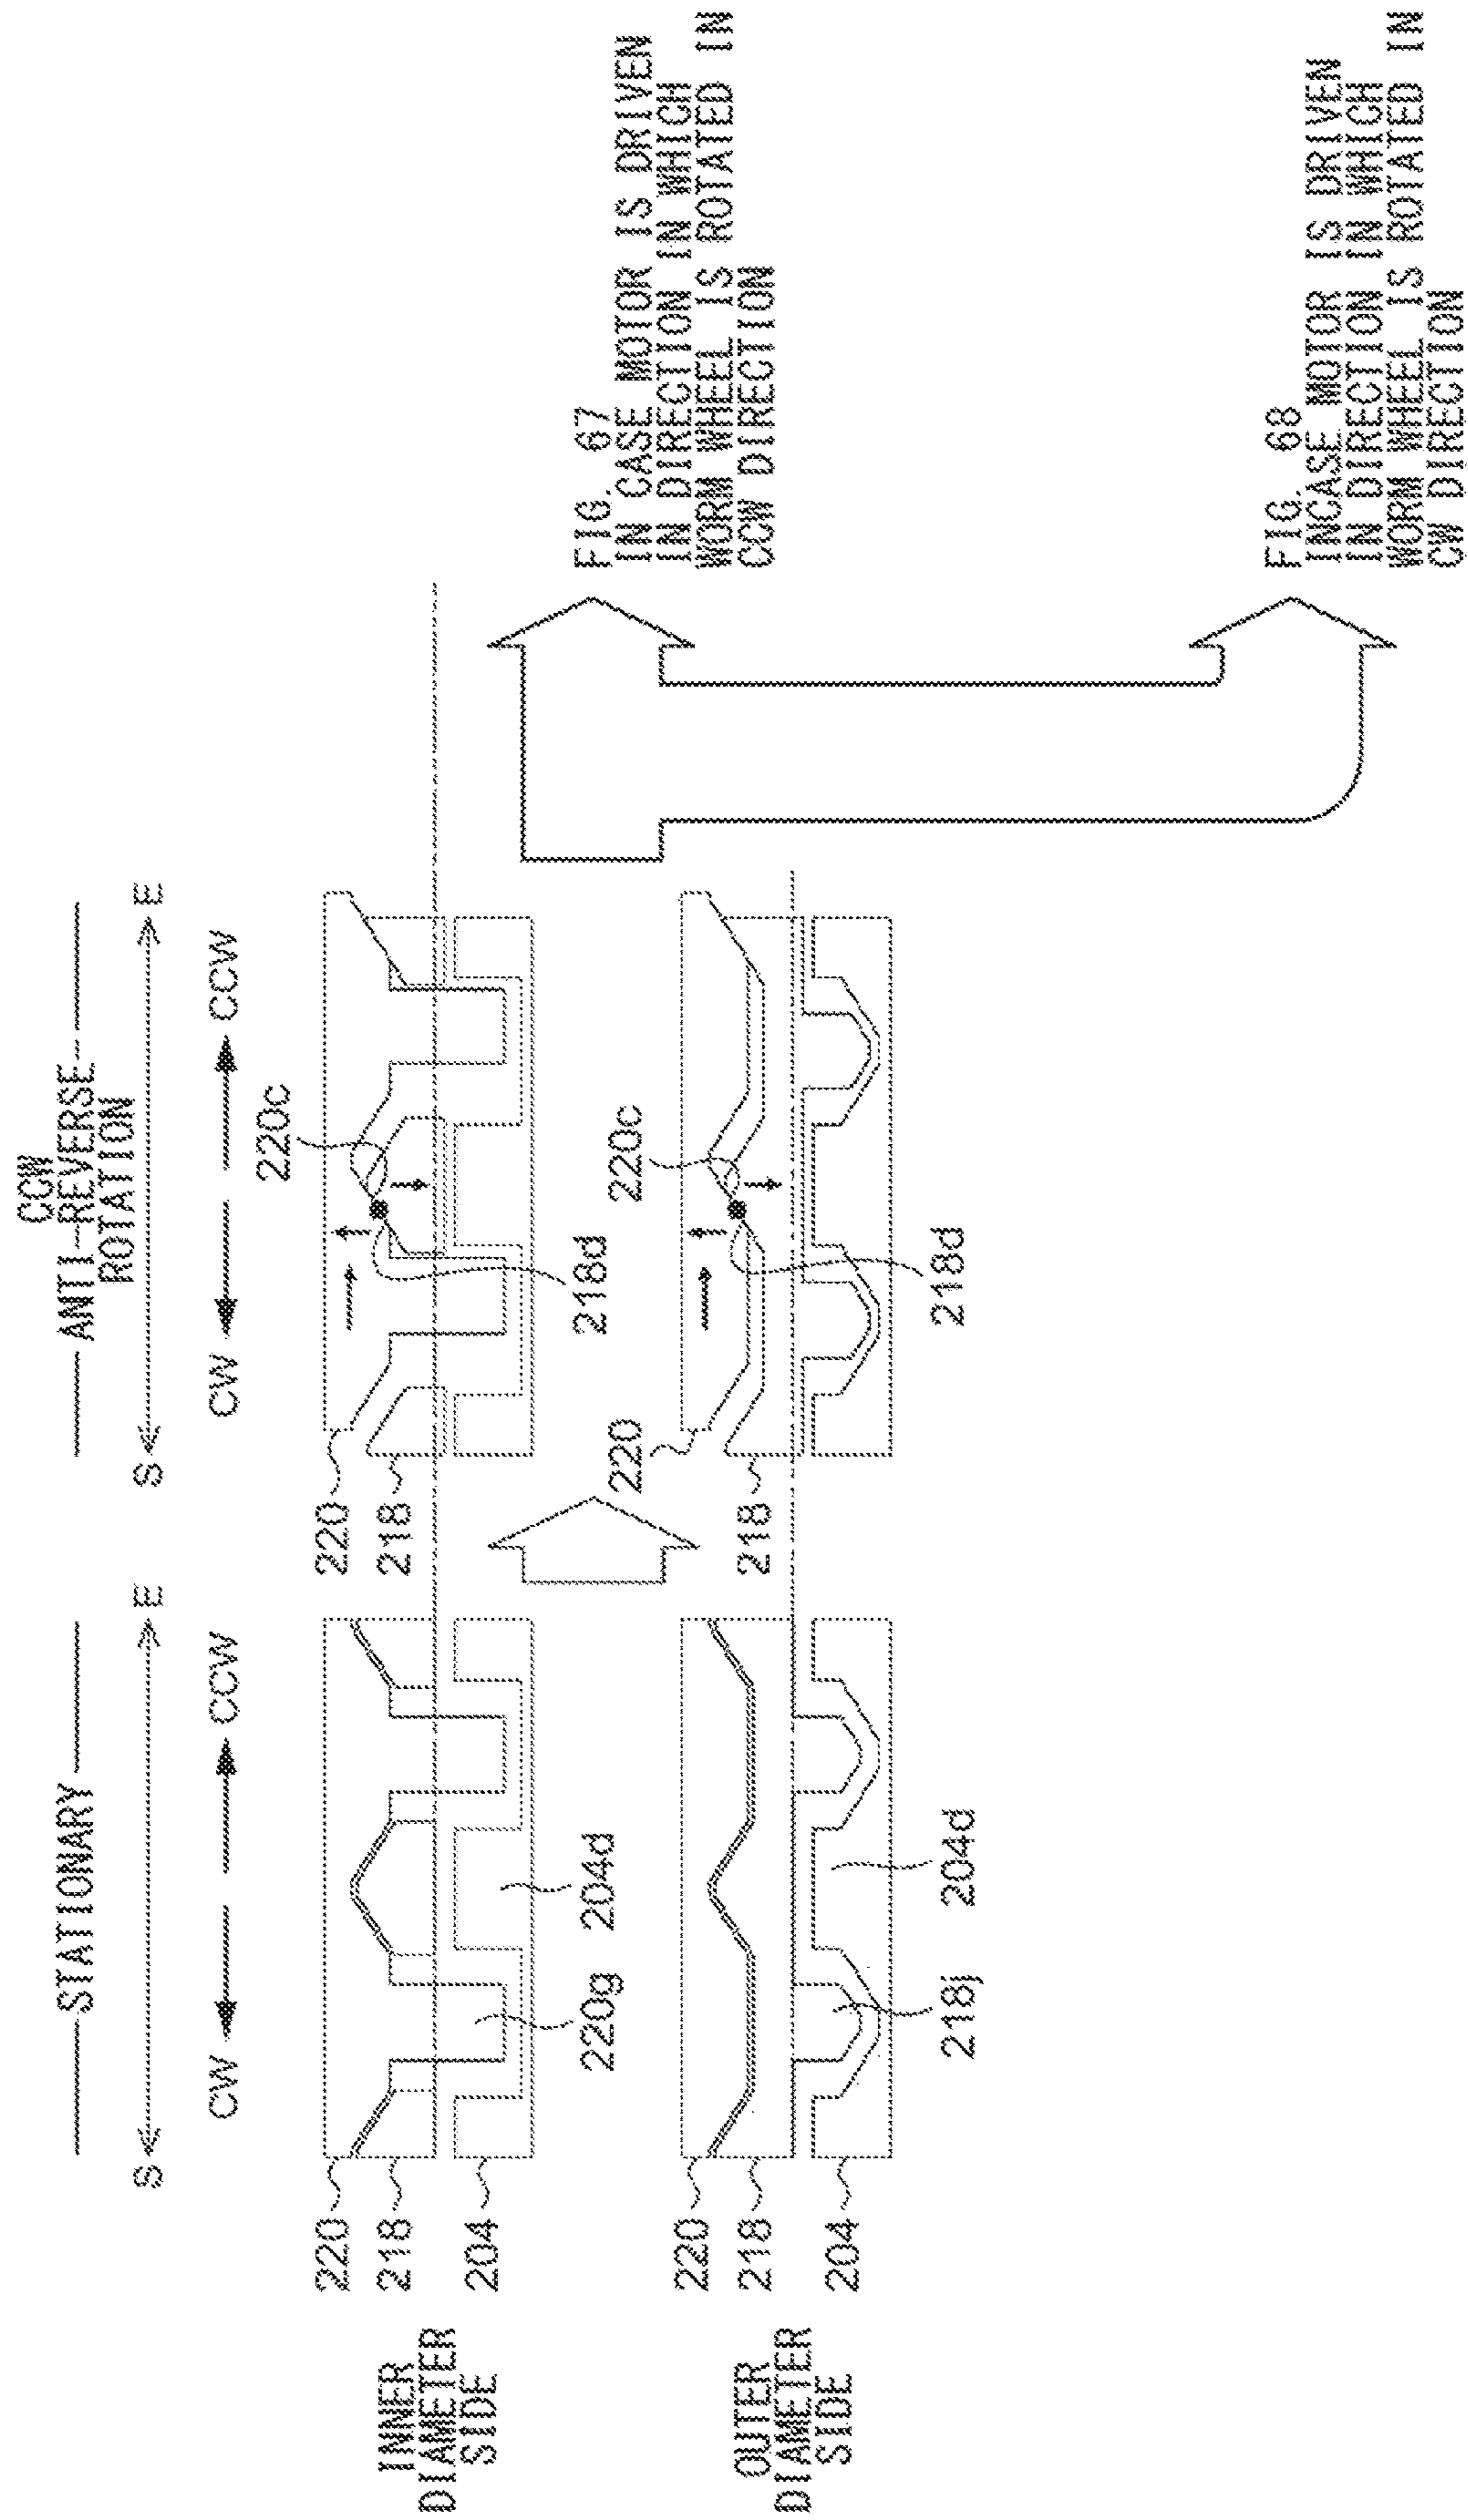 STATIONARY
S
E
CW
CCW
CCW
ANTI-REVERSE
ROTATION
S
E
CW
CCW
INNER
DIAMETER
SIDE
220
218
204
220g
204d
220
218
218d
220c
OUTER
DIAMETER
SIDE
220
218
204
218j
204d
220
218
218d
220c
FIG. 67
IN CASE MOTOR IS DRIVEN
IN DIRECTION IN WHICH
WORM WHEEL IS ROTATED IN
CCW DIRECTION
FIG. 68
INCASE MOTOR IS DRIVEN
IN DIRECTION IN WHICH
WORM WHEEL IS ROTATED IN
CW DIRECTION